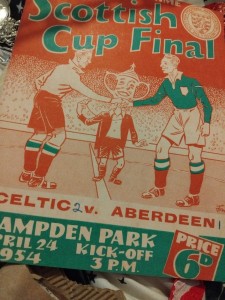 Scottish
Cup Final
CELTIC 2 V. ABERDEEN 1
HAMPDEN PARK
APRIL 24
1954
KICK-OFF
3 P.M.
PRICE
6D